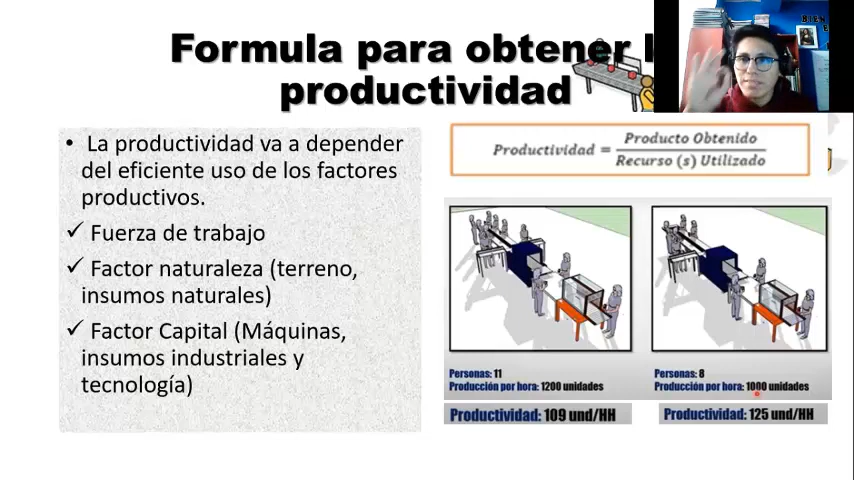 Formula para obtener l
productividad
• La productividad va a depender
del eficiente uso de los factores
productivos.
✓ Fuerza de trabajo
✓ Factor naturaleza (terreno,
insumos naturales)
✓ Factor Capital (Máquinas,
insumos industriales y
tecnología)
Productividad = Producto Obtenido
Recurso (s) Utilizado
Personas: 11
Producción por hora: 1200 unidades
Productividad: 109 und/HH
Personas: 8
Producción por hora: 1000 unidades
Productividad: 125 und/HH